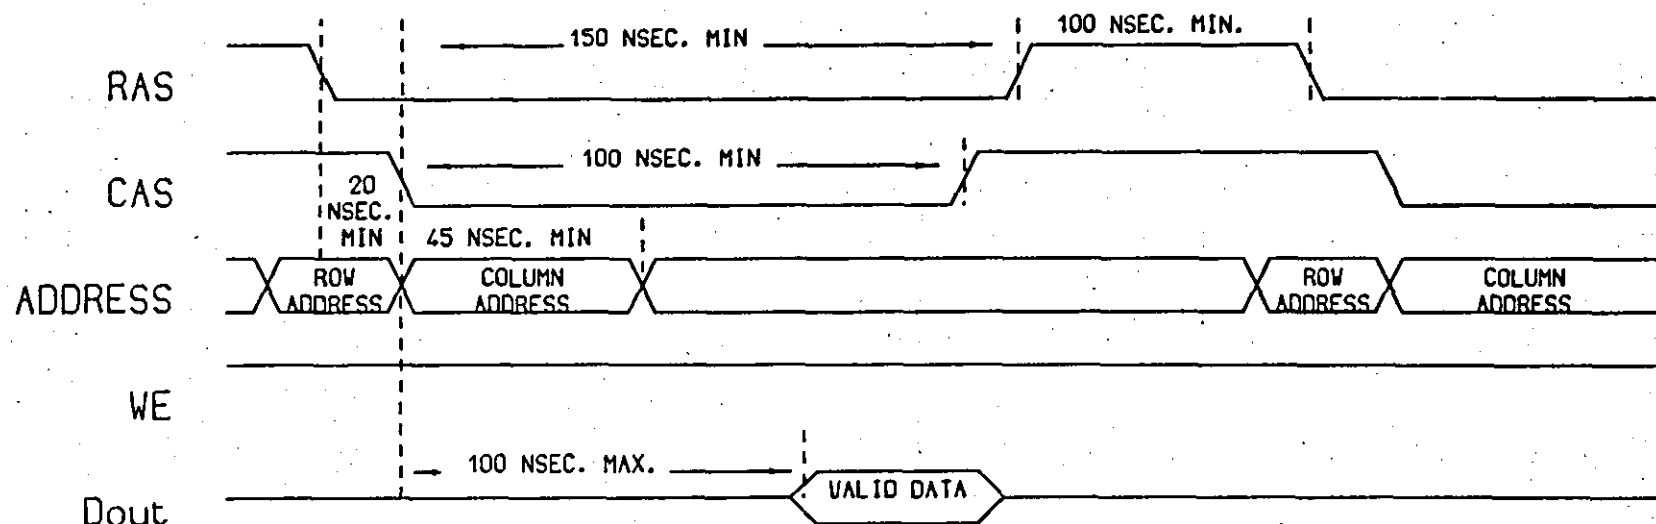 150 NSEC. MIN
100 NSEC. MIN.
RAS
100 NSEC. MIN
CAS
20
NSEC.
MIN
45 NSEC. MIN
ADDRESS
ROW
ADDRESS
COLUMN
ADDRESS
ROW
ADDRESS
COLUMN
ADDRESS
WE
100 NSEC. MAX.
VALID DATA
Dout